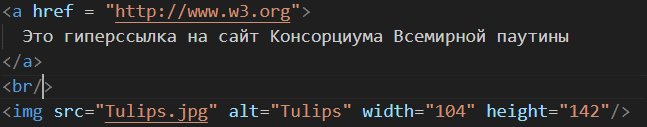 <a href = "http://www.w3.org">
Это гиперссылка на сайт Консорциума Всемирной паутины
</a>
<br/>
<img src="Tulips.jpg" alt="Tulips" width="104" height="142"/>